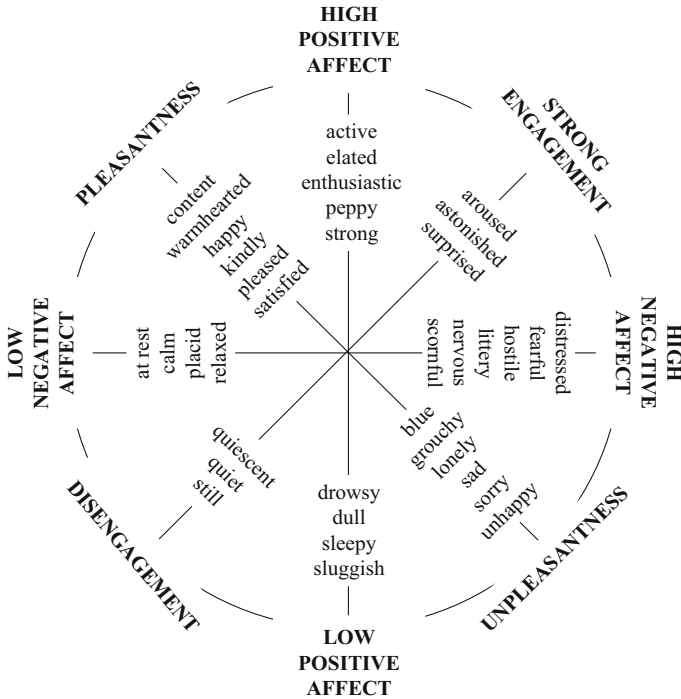 HIGH
POSITIVE
AFFECT
PLEASANTNESS
STRONG
ENGAGEMENT
active
elated
enthusiastic
peppy
strong
content
warmhearted
happy
kindly
pleased
satisfied
aroused
astonished
surprised
LOW
NEGATIVE
AFFECT
at rest
calm
placid
relaxed
scornful
nervous
littery
hostile
fearful
distressed
HIGH
NEGATIVE
AFFECT
quiescent
quiet
still
blue
grouchy
lonely
sad
sorry
unhappy
drowsy
dull
sleepy
sluggish
DISENGAGEMENT
UNPLEASANTNESS
LOW
POSITIVE
AFFECT